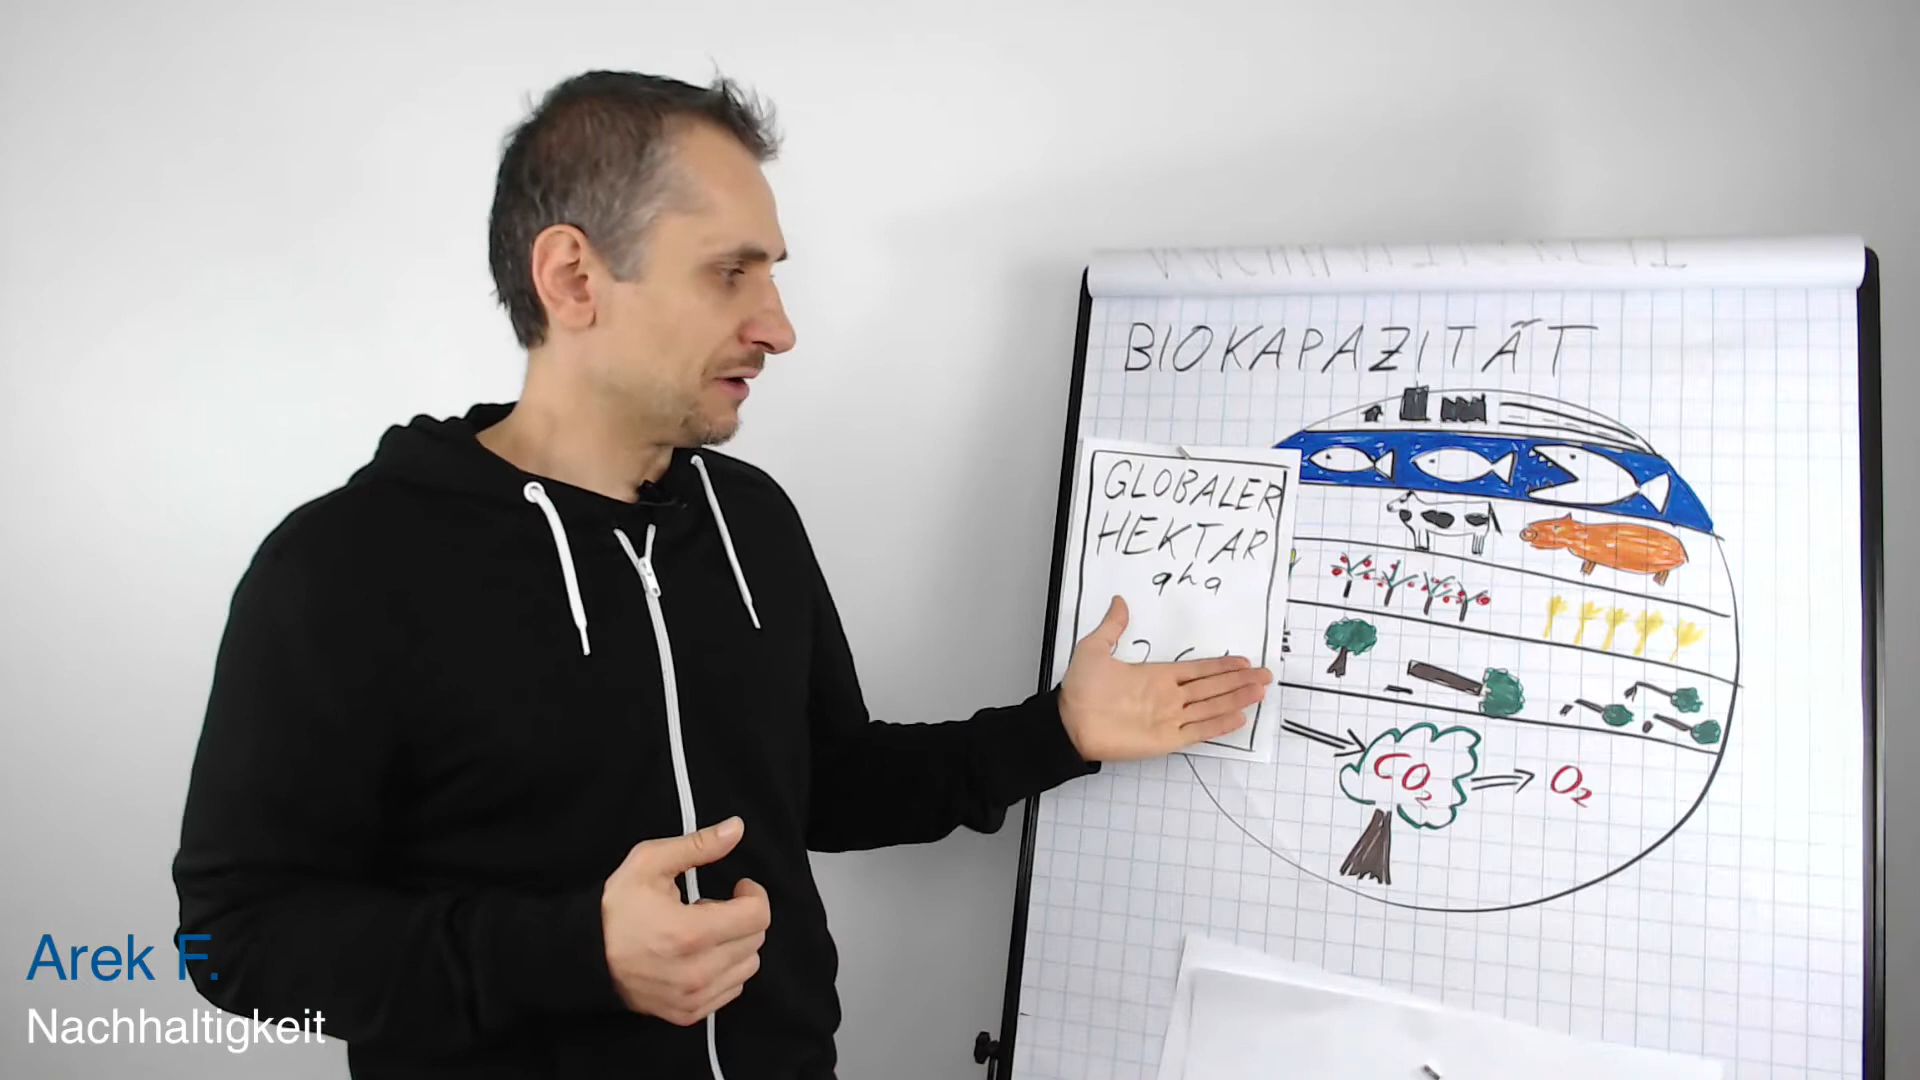 BIOKAPAZITÄT
GLOBALER
HEKTAR
gha
CO2
O2
Arek F.
Nachhaltigkeit